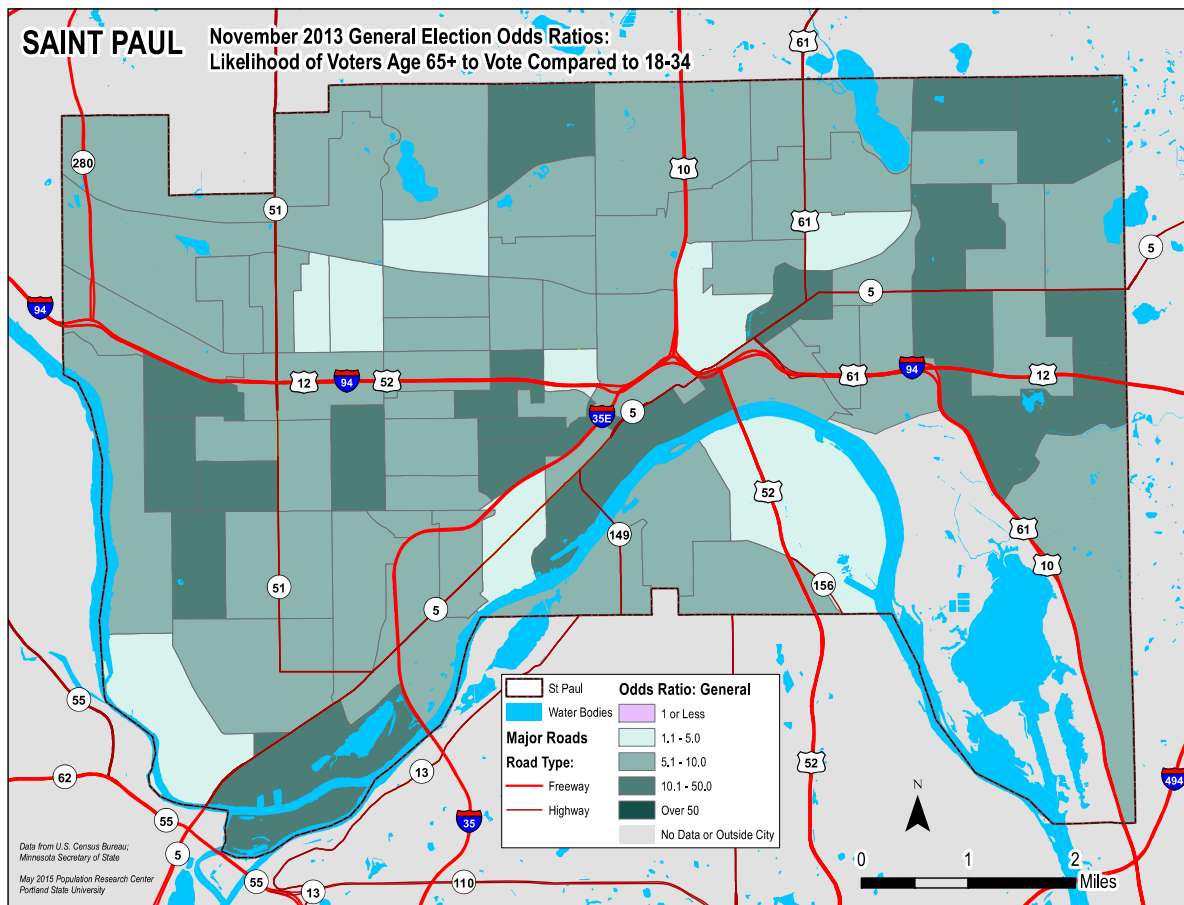 SAINT PAUL
November 2013 General Election Odds Ratios:
Likelihood of Voters Age 65+ to Vote Compared to 18-34
61
280
10
51
61
5
94
5
12
94
52
61
94
12
35E
5
52
149
61
51
10
156
5
55
13
52
62
494
55
35
5
55
13
110
St Paul
Water Bodies
Major Roads
Road Type:
Freeway
Highway
Odds Ratio: General
1 or Less
1.1 - 5.0
5.1 - 10.0
10.1 - 50.0
Over 50
No Data or Outside City
N
0 1 2
Miles
Data from U.S. Census Bureau;
Minnesota Secretary of State
May 2015 Population Research Center
Portland State University